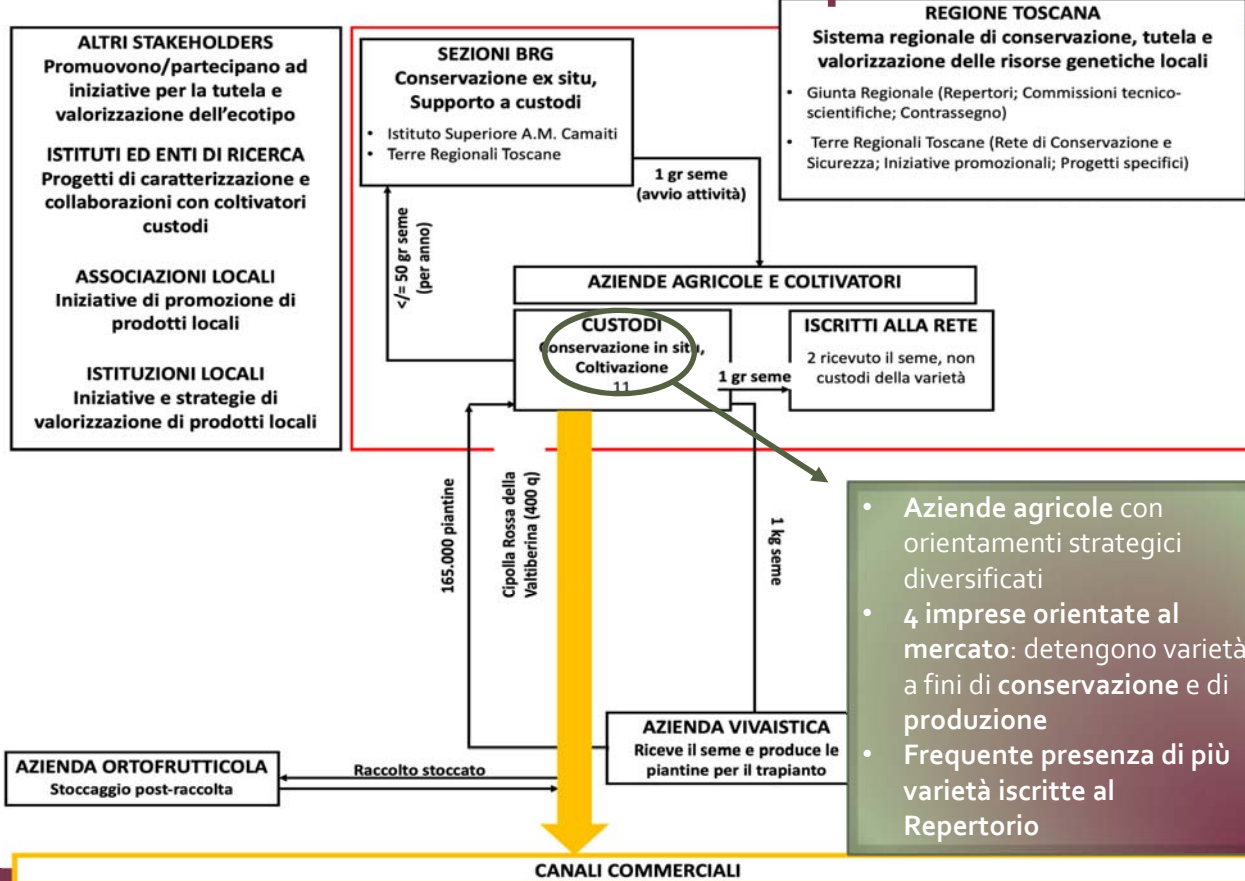 ALTRI STAKEHOLDERS
Promuovono/partecipano ad
iniziative per la tutela e
valorizzazione dell'ecotipo
ISTITUTI ED ENTI DI RICERCA
Progetti di caratterizzazione e
collaborazioni con coltivatori
custodi
ASSOCIAZIONI LOCALI
Iniziative di promozione di
prodotti locali
ISTITUZIONI LOCALI
Iniziative e strategie di
valorizzazione di prodotti locali
SEZIONI BRG
Conservazione ex situ,
Supporto a custodi
• Istituto Superiore A.M. Camaiti
• Terre Regionali Toscane
REGIONE TOSCANA
Sistema regionale di conservazione, tutela e
valorizzazione delle risorse genetiche locali
• Giunta Regionale (Repertori; Commissioni tecnico-
scientifiche; Contrassegno)
• Terre Regionali Toscane (Rete di Conservazione e
Sicurezza; Iniziative promozionali; Progetti specifici)
1 gr seme
(avvio attività)
</= 50 gr seme
(per anno)
AZIENDE AGRICOLE E COLTIVATORI
CUSTODI
Conservazione in situ,
Coltivazione
11
1 gr seme
ISCRITTI ALLA RETE
2 ricevuto il seme, non
custodi della varietà
165.000 piantine
Cipolla Rossa della
Valtiberina (400 q)
1 kg seme
• Aziende agricole con
orientamenti strategici
diversificati
• 4 imprese orientate al
mercato: detengono varietà
a fini di conservazione e di
produzione
• Frequente presenza di più
varietà iscritte al
Repertorio
AZIENDA VIVAISTICA
Riceve il seme e produce le
piantine per il trapianto
AZIENDA ORTOFRUTTICOLA
Stoccaggio post-raccolta
Raccolto stoccato
CANALI COMMERCIALI